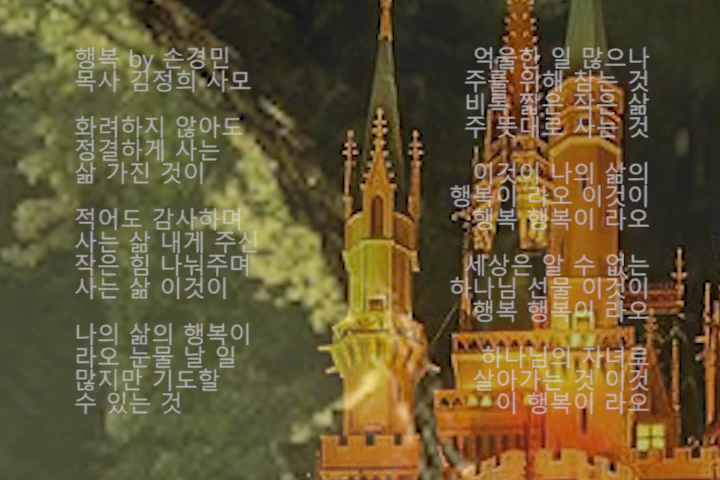 행복 by 손경민
목사 김정희 사모
화려하지 않아도
정결하게 사는
삶 가진 것이
적어도 감사하며
사는 삶 내게 주신
작은 힘 나눠주며
사는 삶 이것이
나의 삶의 행복이
라오 눈물 날 일
많지만 기도할
수 있는 것
억울한 일 많으나
주를 위해 참는 것
비록 짧은 작은 삶
주 뜻대로 사는 것
이것이 나의 삶의
행복이 라오 이것이
행복 행복이 라오
세상은 알 수 없는
하나님 선물 이것이
행복 행복이 라오
하나님의 자녀로
살아가는 것 이것
이 행복이 라오